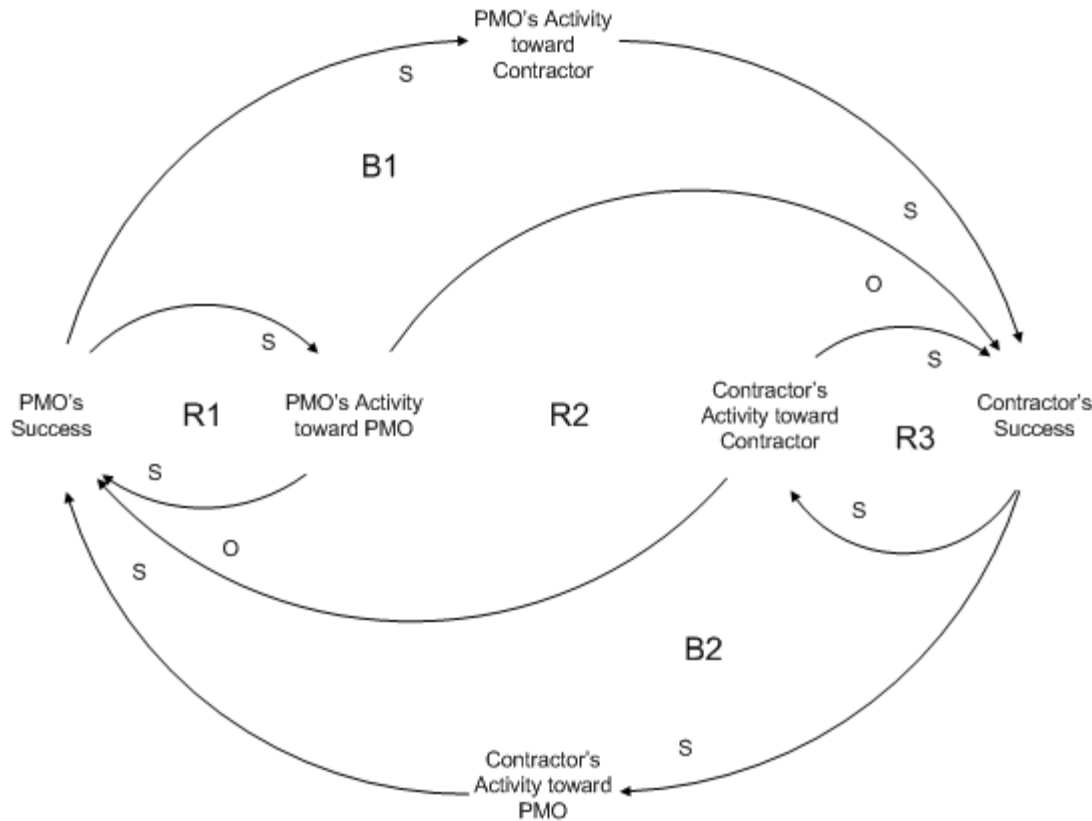 PMO's Activity
toward
Contractor
S
B1
S
O
S
S
PMO's
Success
R1
PMO's Activity
toward PMO
R2
Contractor's
Activity toward
Contractor
R3
Contractor's
Success
S
S
O
S
B2
S
Contractor's
Activity toward
PMO